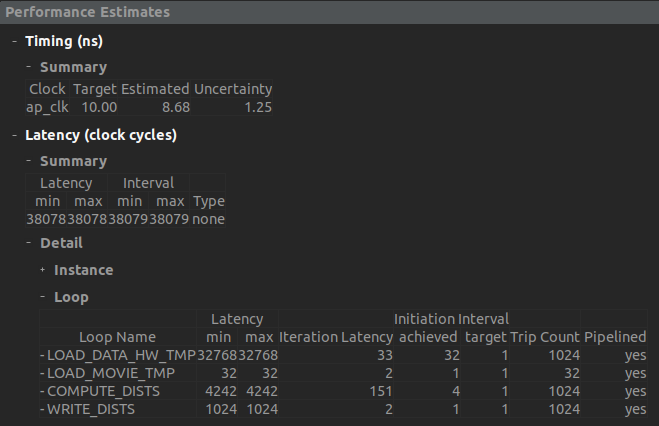 Performance Estimates
- Timing (ns)
- Summary
Clock Target Estimated Uncertainty
ap_clk 10.00 8.68 1.25
- Latency (clock cycles)
- Summary
Latency Interval
min max min max Type
38078 38078 38079 38079 none
- Detail
+ Instance
- Loop
Latency Initiation Interval
Loop Name min max Iteration Latency achieved target Trip Count Pipelined
- LOAD_DATA_HW_TMP 32768 32768 33 32 1 1024 yes
- LOAD_MOVIE_TMP 32 32 2 1 1 32 yes
- COMPUTE_DISTS 4242 4242 151 4 1 1024 yes
- WRITE_DISTS 1024 1024 2 1 1 1024 yes